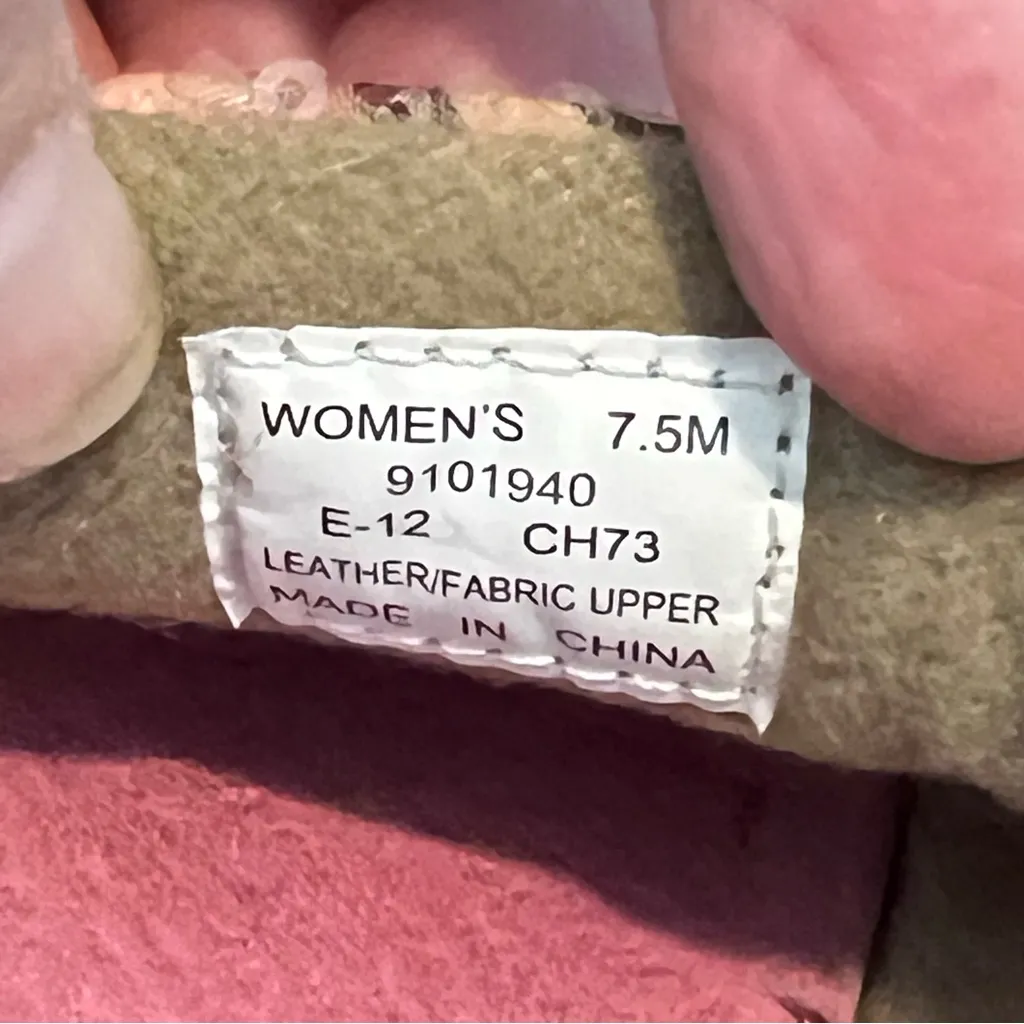 WOMEN'S 7.5M
9101940
E-12 CH73
LEATHER/FABRIC UPPER
MADE IN CHINA